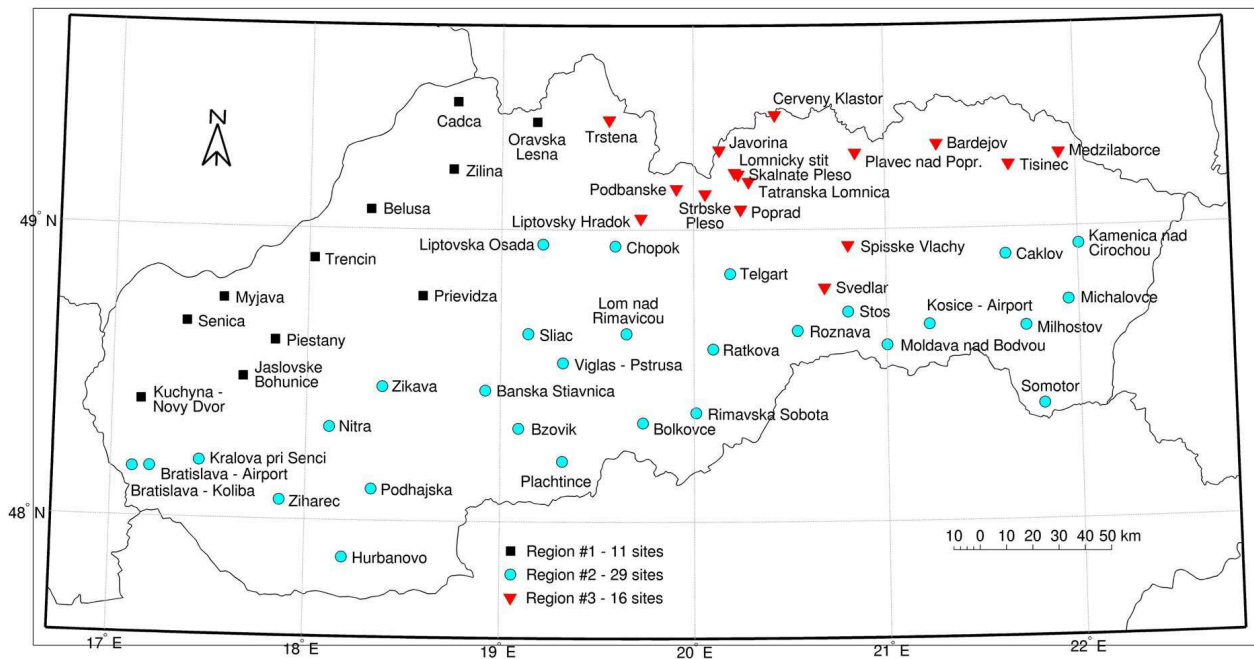 N
Cadca
Oravska
Lesna
Trstena
Cerveny Klastor
Javorina
Lomnicky stit
Skalnate Pleso
Tatranska Lomnica
Plavec nad Popr.
Bardejov
Medzilaborce
Tisinec
Zilina
Podbanske
Strbske
Pleso
Poprad
Belusa
Liptovsky Hradok
49° N
Trencin
Liptovska Osada
Chopok
Spisske Vlachy
Caklov
Kamenica nad
Cirochou
Telgart
Myjava
Prievidza
Svedlar
Michalovce
Senica
Lom nad
Rimavicou
Stos
Kosice - Airport
Piestany
Sliac
Roznava
Milhostov
Ratkova
Moldava nad Bodvou
Jaslovske
Bohunice
Viglas - Pstrusa
Kuchyna -
Novy Dvor
Zikava
Banska Stiavnica
Somotor
Nitra
Bzovik
Bolkovce
Rimavska Sobota
Kralova pri Senci
Bratislava - Airport
Bratislava - Koliba
Plachtince
Ziharec
Podhajska
48° N
Hurbanovo
Region #1 - 11 sites
Region #2 - 29 sites
Region #3 - 16 sites
10 0 10 20 30 40 50 km
17° E
18° E
19° E
20° E
21° E
22° E